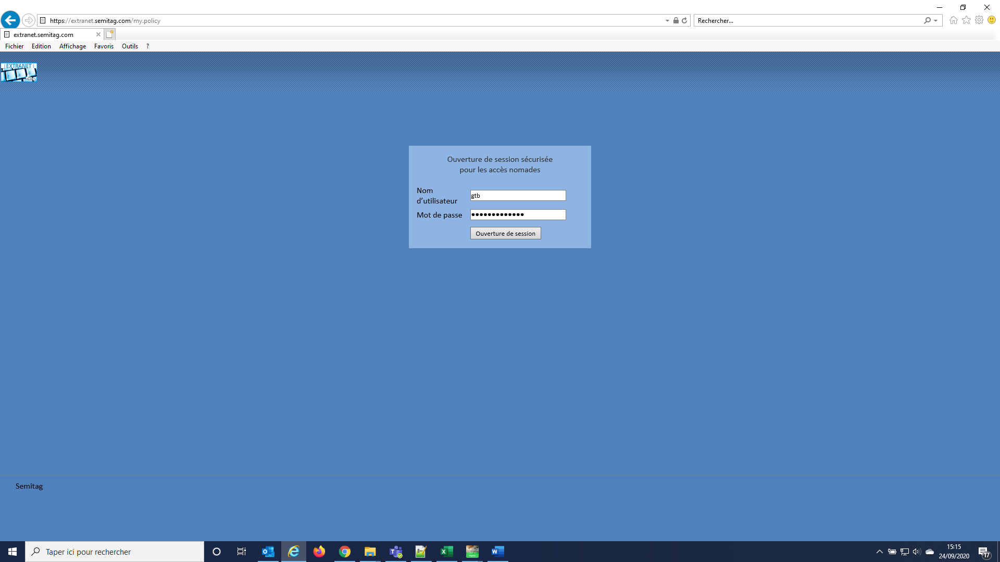 https://extranet.semitag.com/my.policy
Rechercher...
extranet.semitag.com
Fichier Edition Affichage Favoris Outils ?
EXTRANET
Ouverture de session sécurisée
pour les accès nomades
Nom
d’utilisateur
gtb
Mot de passe
•••••••••••••
Ouverture de session
Semitag
Taper ici pour rechercher
15:15
24/09/2020
17